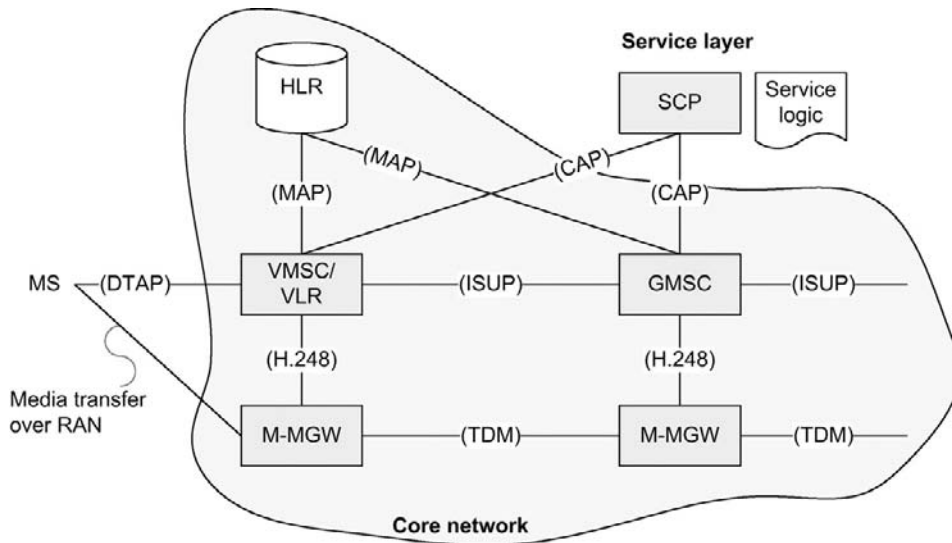 Service layer
HLR
SCP
Service
logic
(MAP)
(CAP)
(MAP)
(CAP)
MS
(DTAP)
VMSC/
VLR
(ISUP)
GMSC
(ISUP)
(H.248)
(H.248)
Media transfer
over RAN
M-MGW
(TDM)
M-MGW
(TDM)
Core network